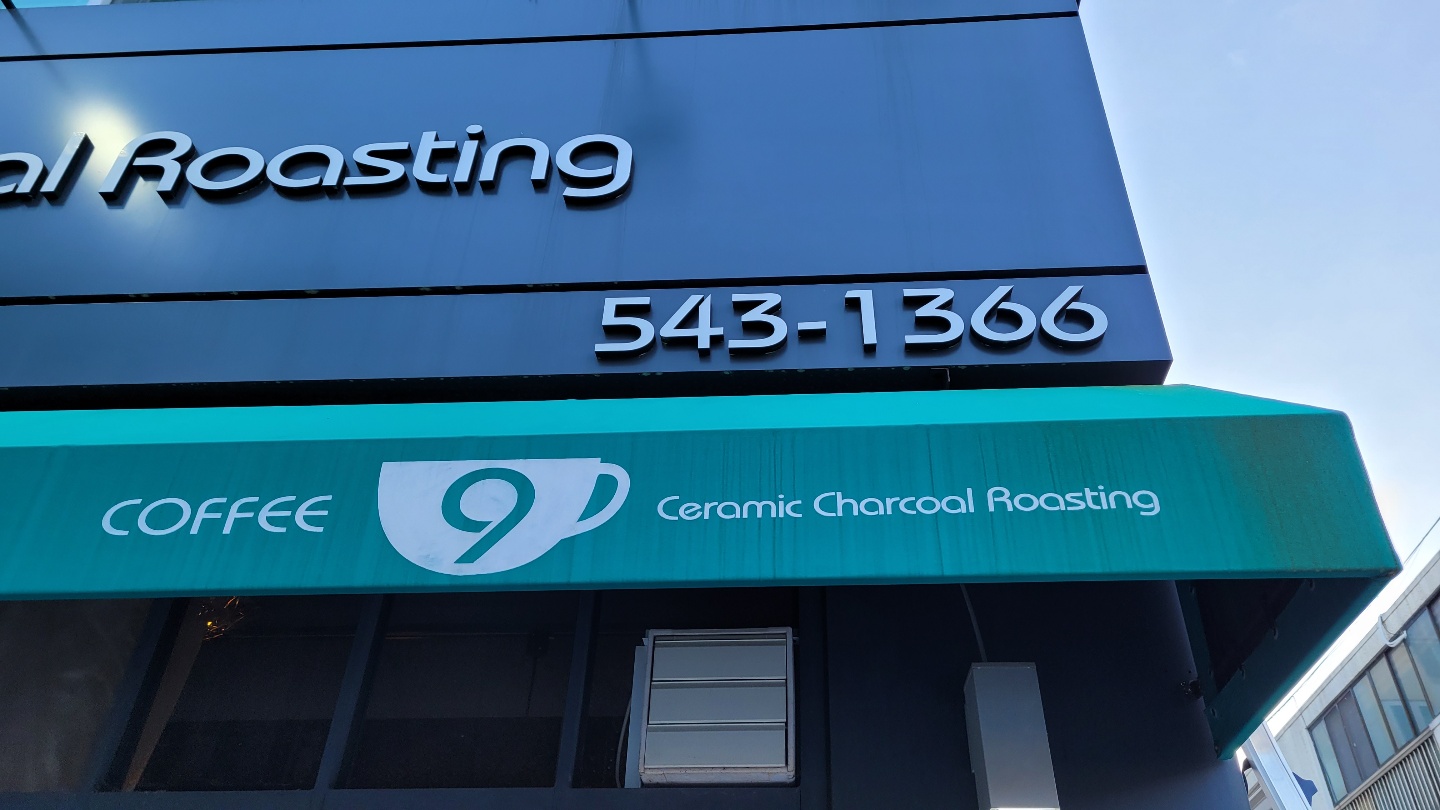 al Roasting
543-1366
COFFEE 9 Ceramic Charcoal Roasting